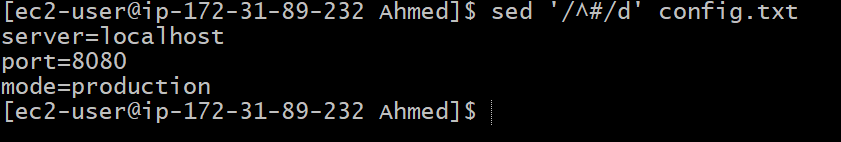 [ec2-user@ip-172-31-89-232 Ahmed]$ sed '/^#/d' config.txt
server=localhost
port=8080
mode=production
[ec2-user@ip-172-31-89-232 Ahmed]$